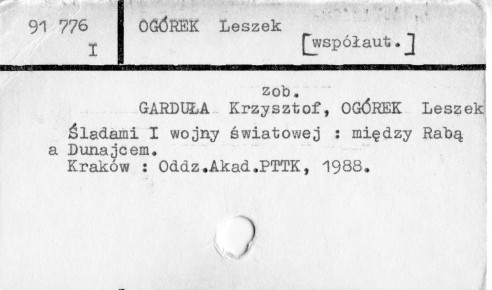 91 776
I
OGÓREK Leszek
[współaut.]
zob.
GARDUŁA Krzysztof, OGÓREK Leszek
Śladami I wojny światowej : między Rabą
a Dunajcem.
Kraków : Oddz.Akad.PTTK, 1988.